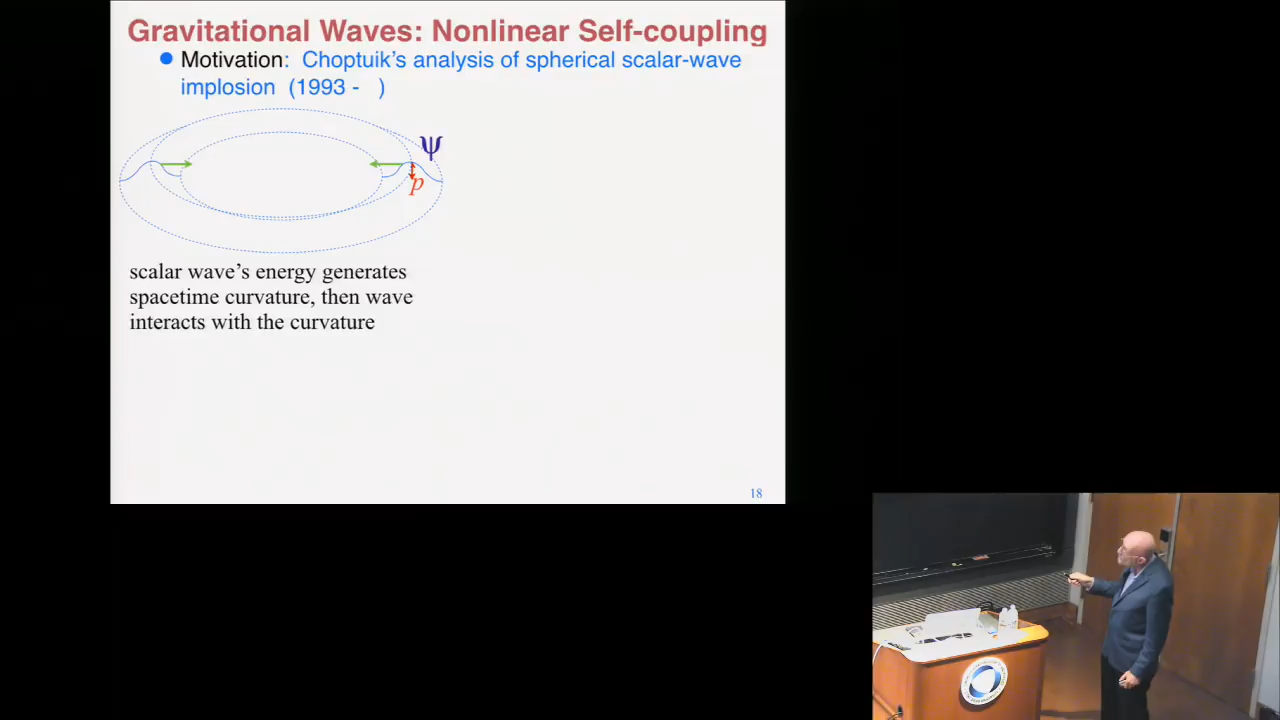 Gravitational Waves: Nonlinear Self-coupling
● Motivation: Choptuik's analysis of spherical scalar-wave
implosion (1993 - )
ψ
p
scalar wave's energy generates
spacetime curvature, then wave
interacts with the curvature
18